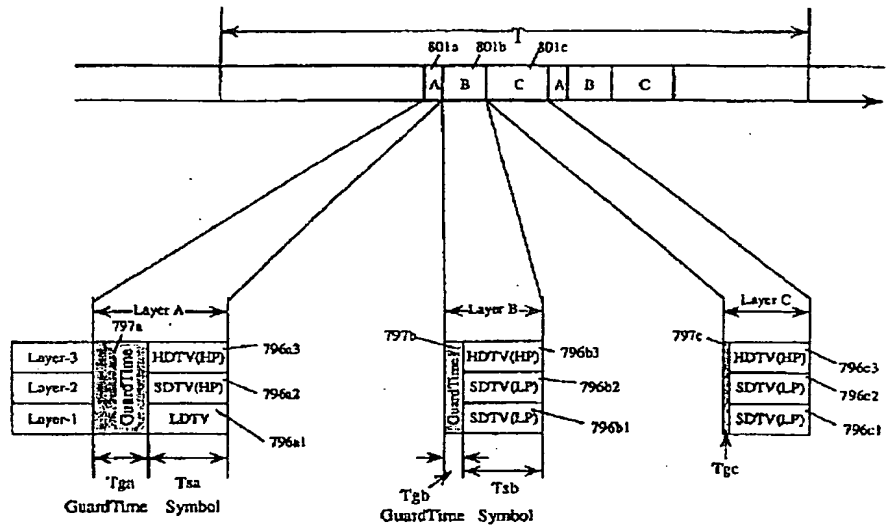 T
801a 801b 801c
A B C A B C
Layer A Layer B Layer C
797a 797b 797c
Layer-3 GuardTime HDTV(HP) 796a3 GuardTime HDTV(HP) 796b3 HDTV(HP) 796c3
Layer-2 SDTV(HP) 796a2 SDTV(LP) 796b2 SDTV(LP) 796c2
Layer-1 LDTV 796a1 SDTV(LP) 796b1 SDTV(LP) 796c1
Tga Tsa Tgb Tsb Tgc
GuardTime Symbol GuardTime Symbol